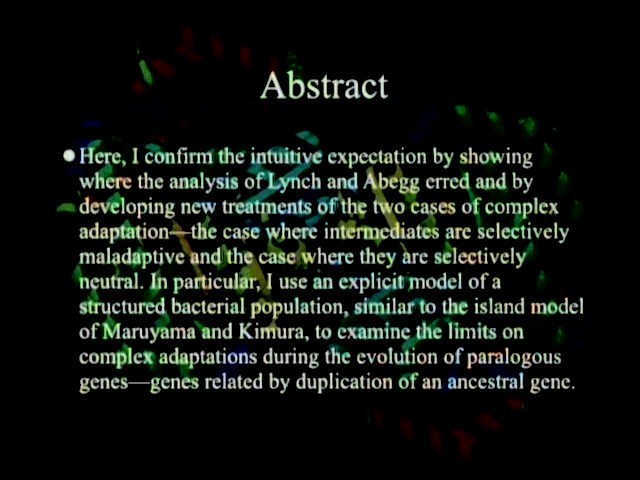 Abstract
Here, I confirm the intuitive expectation by showing
where the analysis of Lynch and Abegg erred and by
developing new treatments of the two cases of complex
adaptation—the case where intermediates are selectively
maladaptive and the case where they are selectively
neutral. In particular, I use an explicit model of a
structured bacterial population, similar to the island model
of Maruyama and Kimura, to examine the limits on
complex adaptations during the evolution of paralogous
genes—genes related by duplication of an ancestral gene.